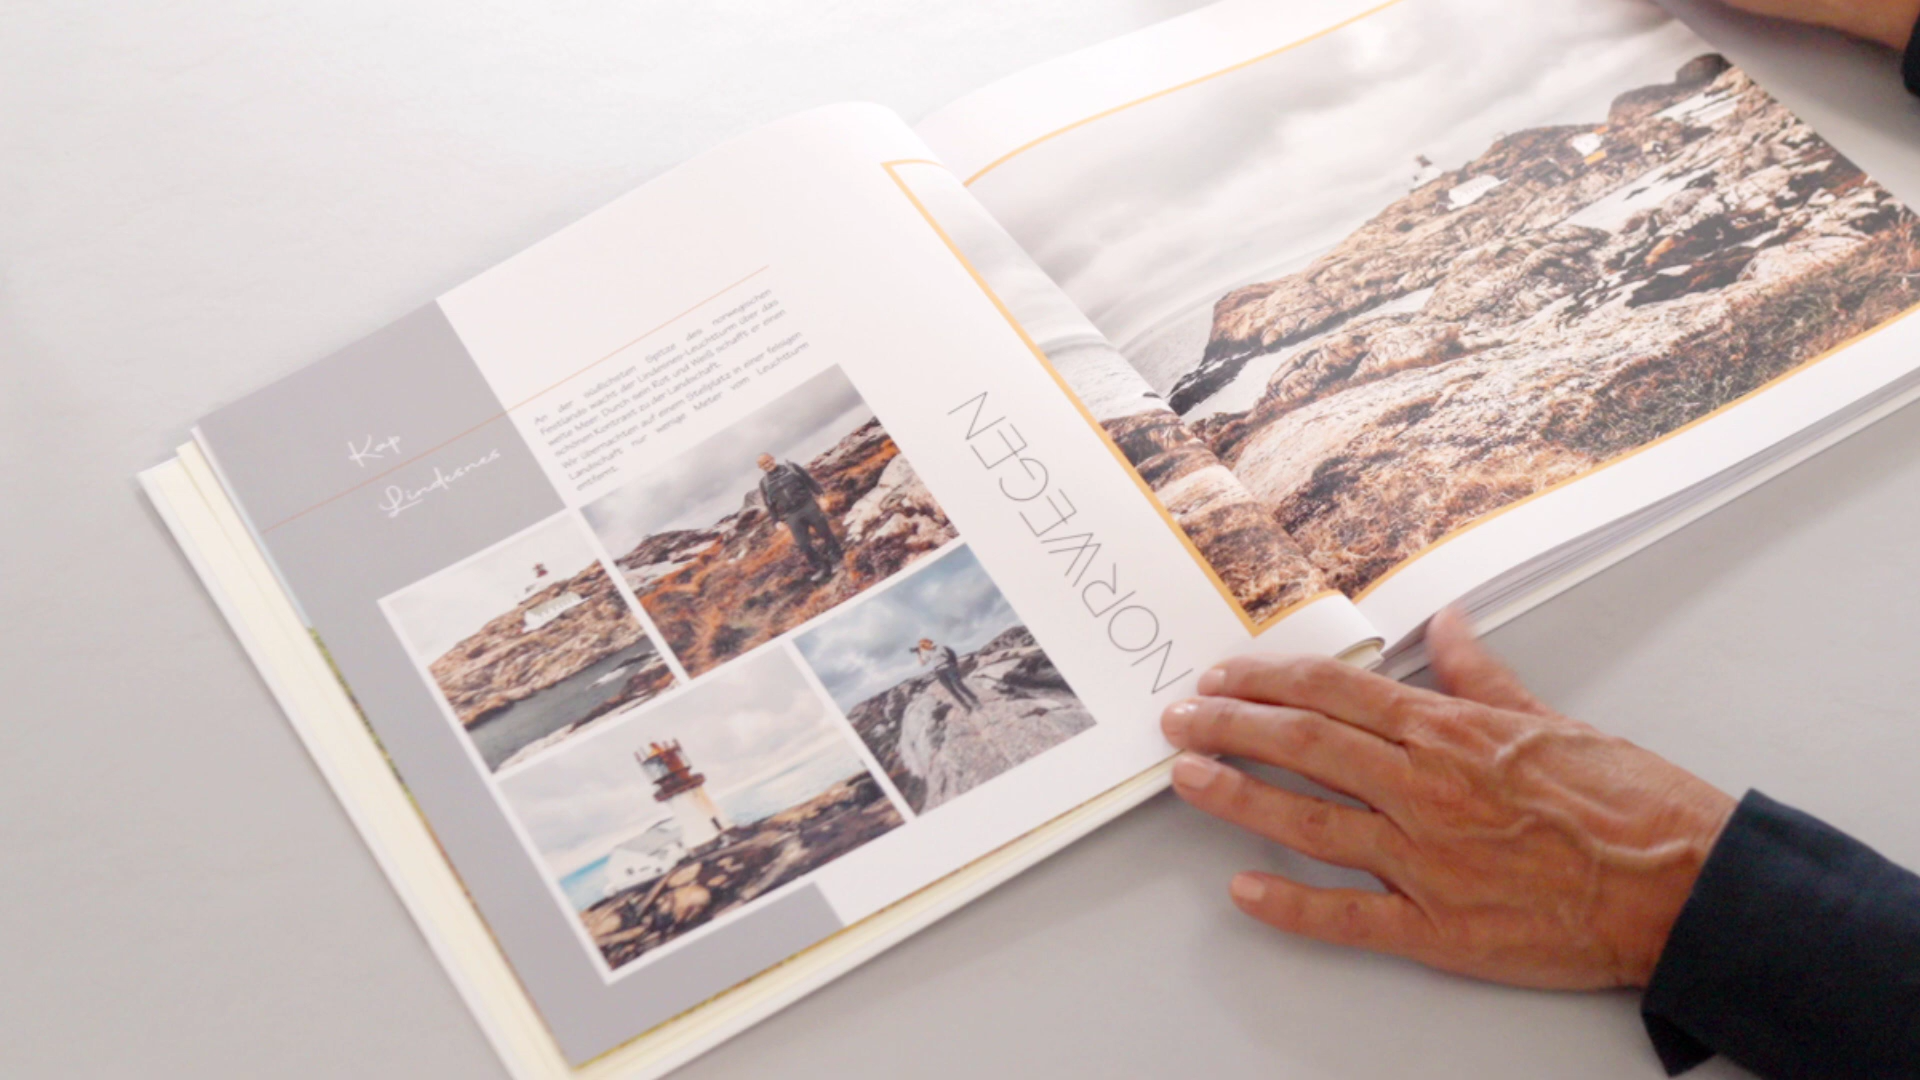 Kap
Lindesnes
An der südlichsten Spitze des norwegischen
Festlands wacht der Lindesnes-Leuchtturm über das
weite Meer. Durch sein Rot und Weiß schafft er einen
schönen Kontrast zu der Landschaft.
Wir übernachten auf einem Stellplatz in einer felsigen
Landschaft nur wenige Meter vom Leuchtturm
entfernt.
NORWEGEN